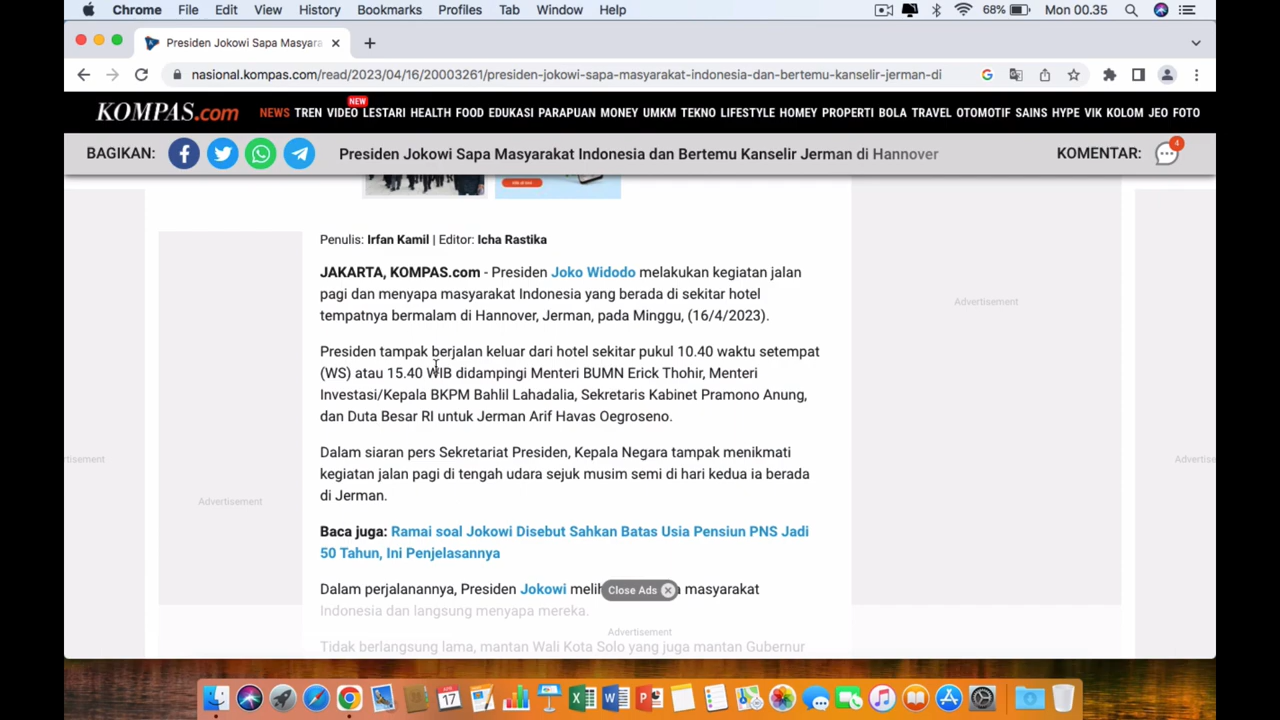 Chrome File Edit View History Bookmarks Profiles Tab Window Help 68% Mon 00.35
Presiden Jokowi Sapa Masyara
nasional.kompas.com/read/2023/04/16/20003261/presiden-jokowi-sapa-masyarakat-indonesia-dan-bertemu-kanselir-jerman-di
KOMPAS.com NEWS TREN VIDEO NEW LESTARI HEALTH FOOD EDUKASI PARAPUAN MONEY UMKM TEKNO LIFESTYLE HOMEY PROPERTI BOLA TRAVEL OTOMOTIF SAINS HYPE VIK KOLOM JEO FOTO
BAGIKAN: Presiden Jokowi Sapa Masyarakat Indonesia dan Bertemu Kanselir Jerman di Hannover KOMENTAR: 4
Penulis: Irfan Kamil | Editor: Icha Rastika
JAKARTA, KOMPAS.com - Presiden Joko Widodo melakukan kegiatan jalan
pagi dan menyapa masyarakat Indonesia yang berada di sekitar hotel
tempatnya bermalam di Hannover, Jerman, pada Minggu, (16/4/2023).
Presiden tampak berjalan keluar dari hotel sekitar pukul 10.40 waktu setempat
(WS) atau 15.40 WIB didampingi Menteri BUMN Erick Thohir, Menteri
Investasi/Kepala BKPM Bahlil Lahadalia, Sekretaris Kabinet Pramono Anung,
dan Duta Besar RI untuk Jerman Arif Havas Oegroseno.
Dalam siaran pers Sekretariat Presiden, Kepala Negara tampak menikmati
kegiatan jalan pagi di tengah udara sejuk musim semi di hari kedua ia berada
di Jerman.
Baca juga: Ramai soal Jokowi Disebut Sahkan Batas Usia Pensiun PNS Jadi
50 Tahun, Ini Penjelasannya
Dalam perjalanannya, Presiden Jokowi masyarakat
Close Ads
Indonesia dan langsung menyapa mereka.
Advertisement
Tidak berlangsung lama, mantan Wali Kota Solo yang juga mantan Gubernur
Advertisement
Advertisement
17